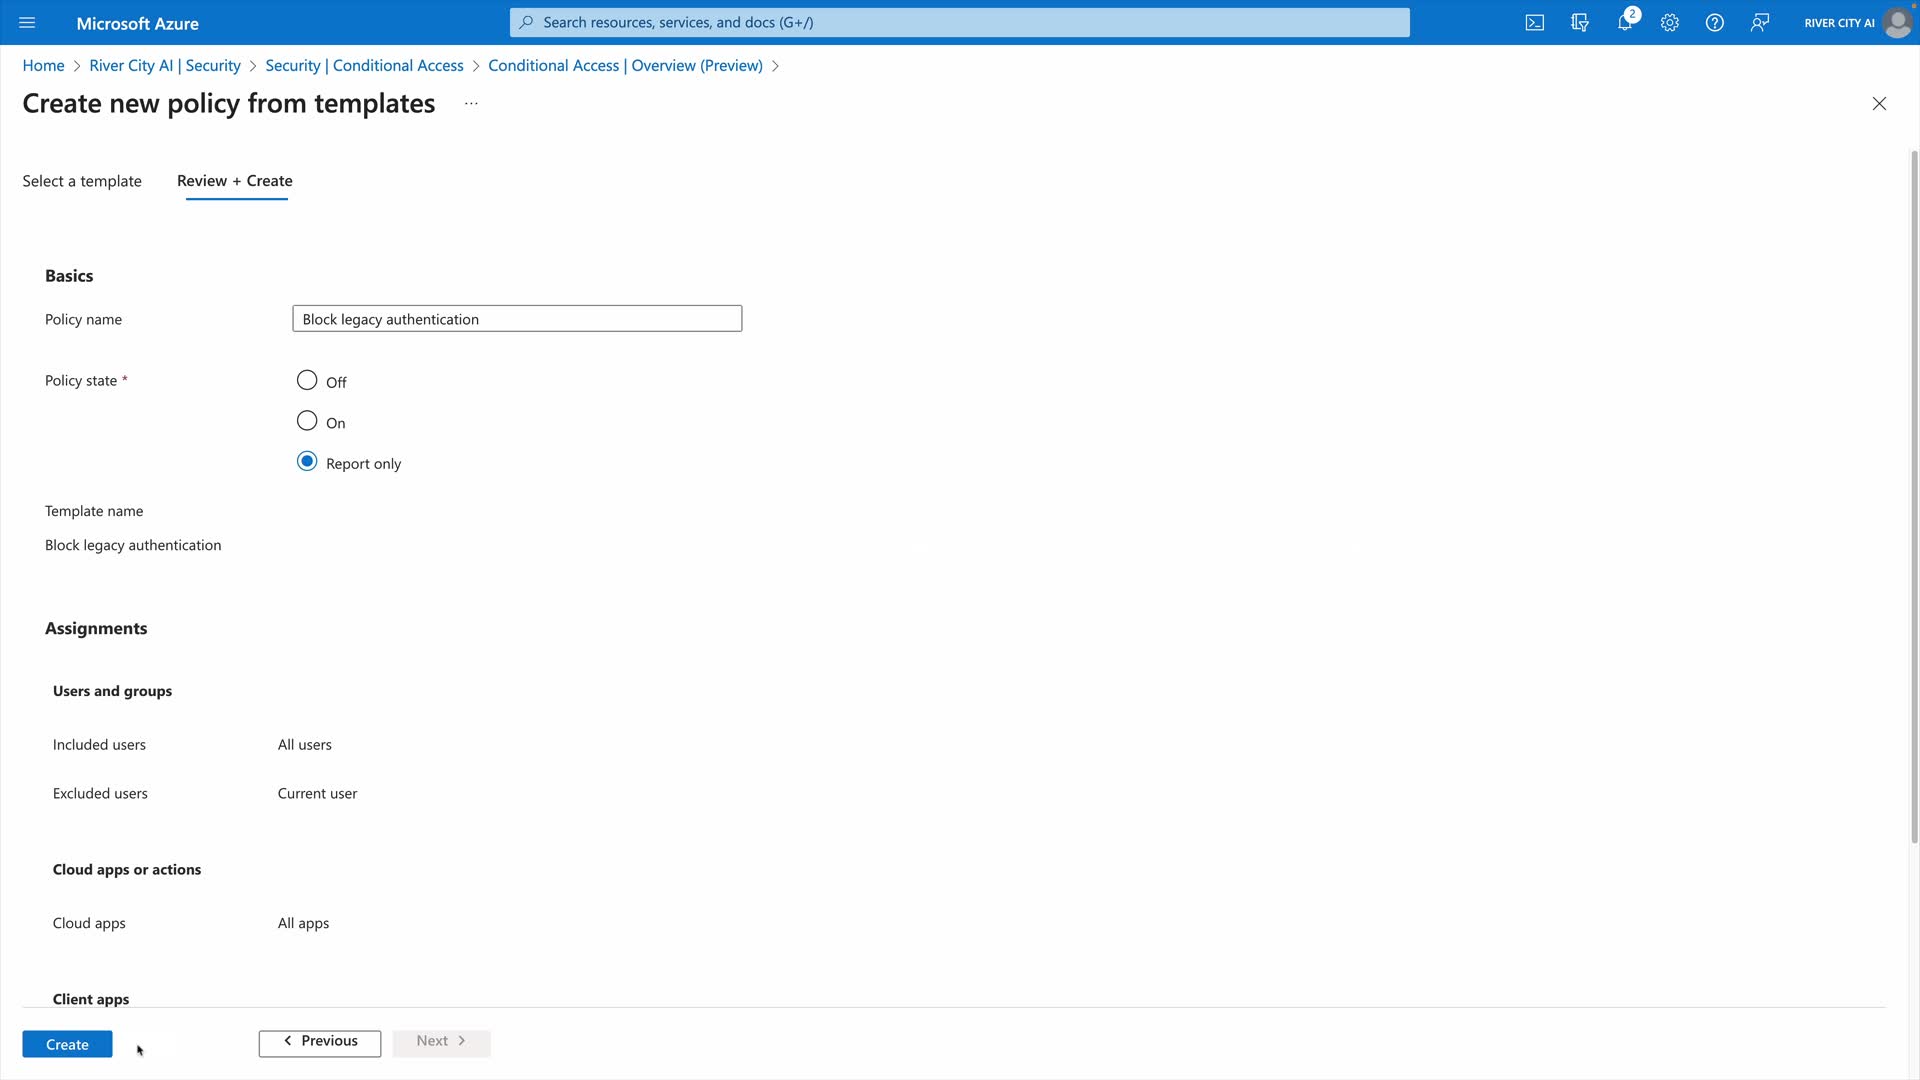 Microsoft Azure
Search resources, services, and docs (G+/)
2
RIVER CITY AI
Home > River City AI | Security > Security | Conditional Access > Conditional Access | Overview (Preview) >
Create new policy from templates ...
Select a template
Review + Create
Basics
Policy name
Block legacy authentication
Policy state *
Off
On
Report only
Template name
Block legacy authentication
Assignments
Users and groups
Included users
All users
Excluded users
Current user
Cloud apps or actions
Cloud apps
All apps
Client apps
Create
< Previous
Next >